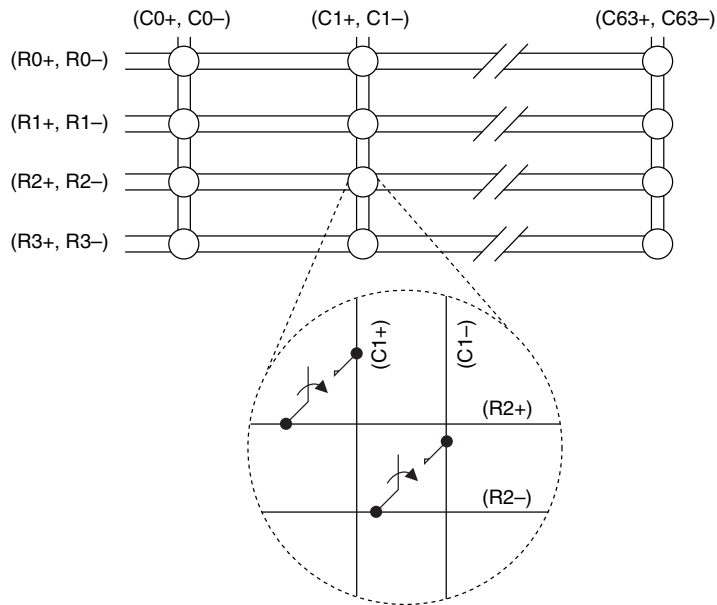 (C0+, C0–) (C1+, C1–) (C63+, C63–)
(R0+, R0–)
(R1+, R1–)
(R2+, R2–)
(R3+, R3–)
(C1+)
(C1–)
(R2+)
(R2–)